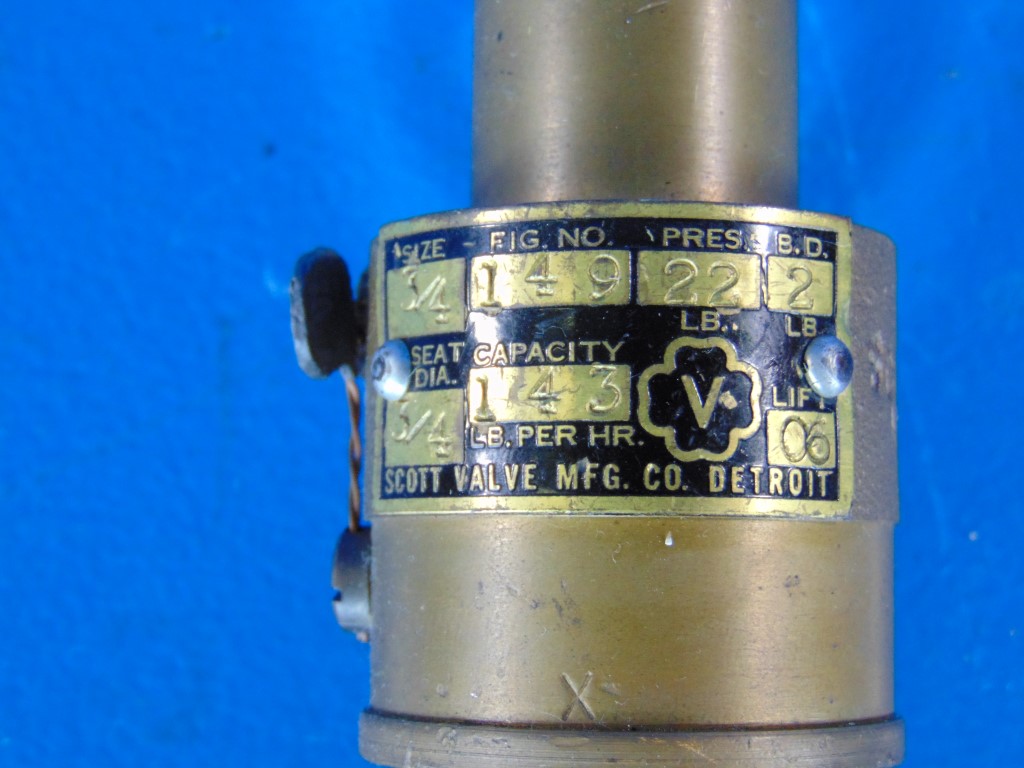 SIZE FIG. NO. PRES. B.D.
3/4 149 22 2
LB. LB.
SEAT DIA. CAPACITY
3/4 143 V LIFT
LB. PER HR. 06
SCOTT VALVE MFG. CO. DETROIT
X